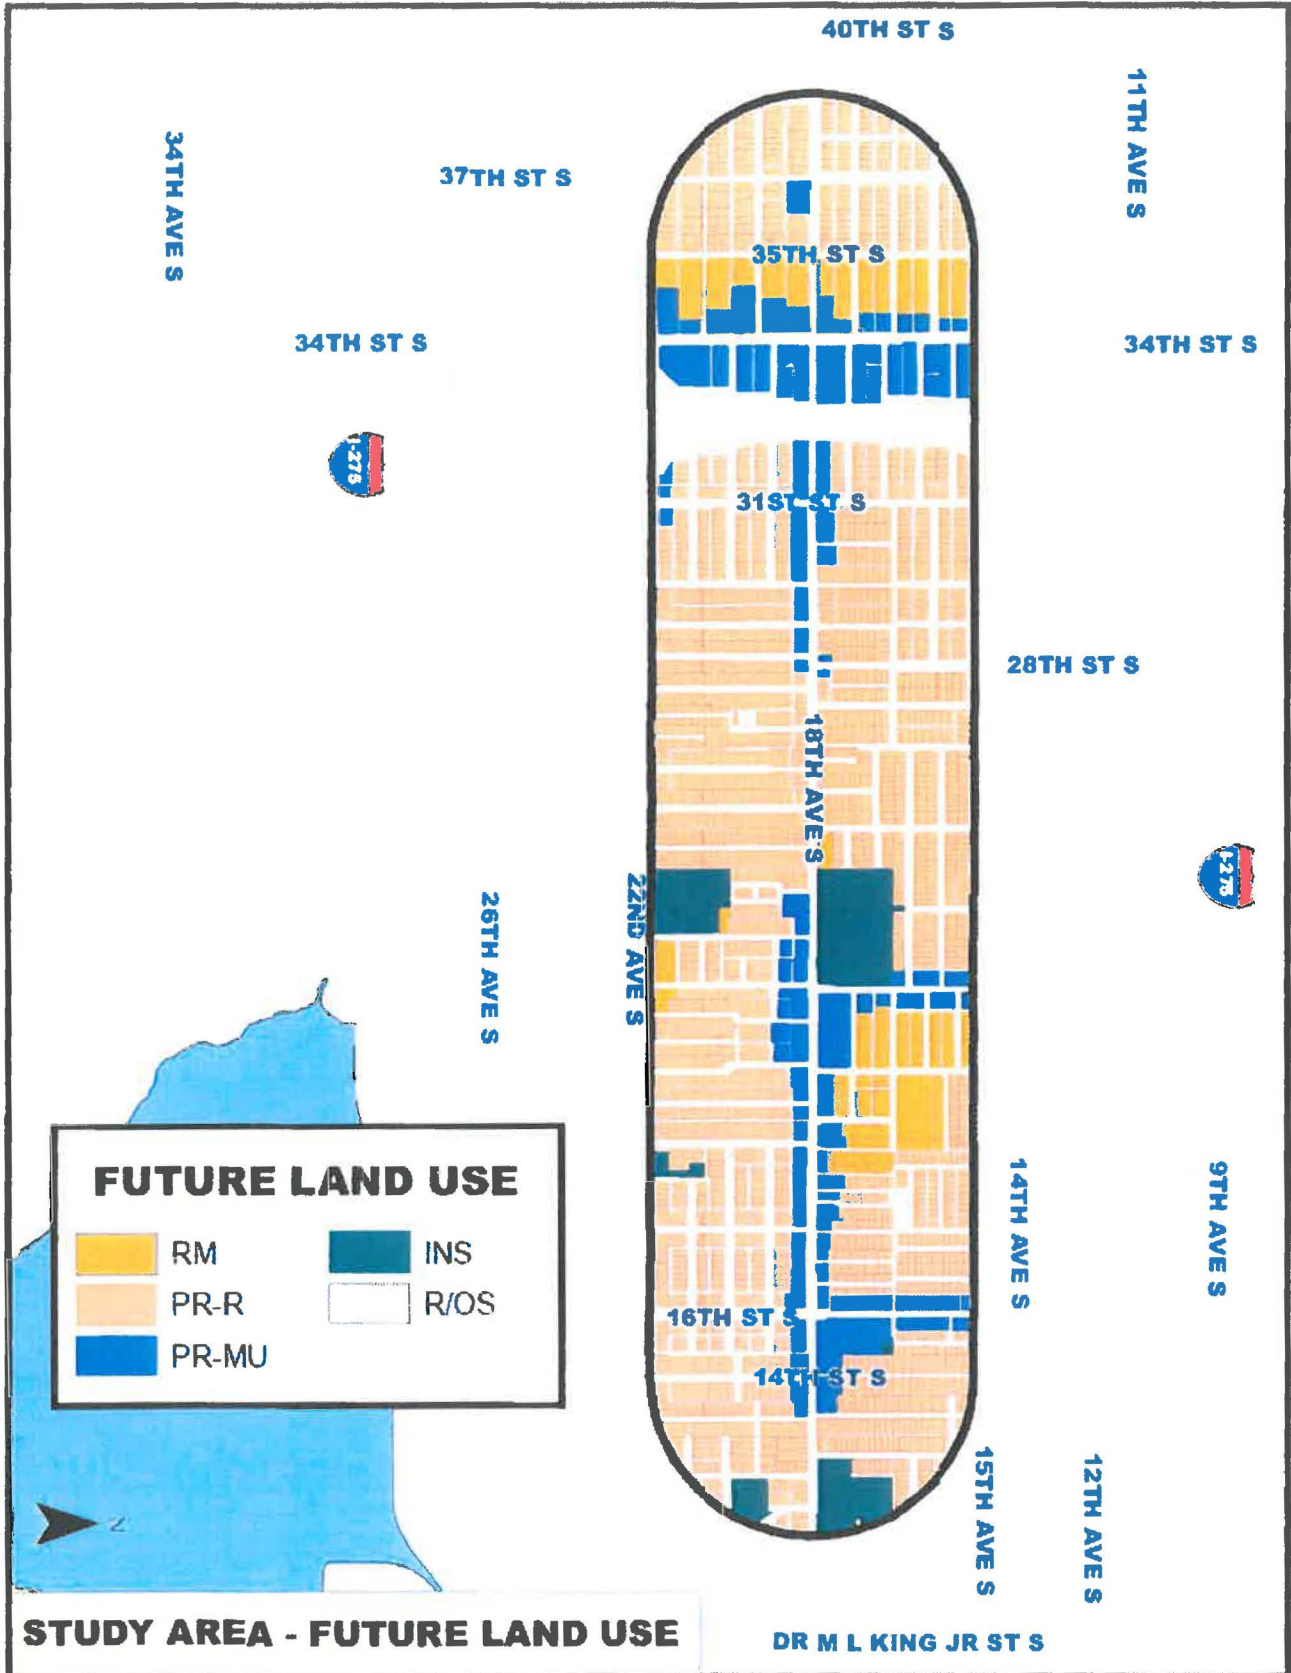 40TH ST S
11TH AVE S
34TH AVE S
37TH ST S
35TH ST S
34TH ST S
34TH ST S
I-275
31ST ST S
28TH ST S
18TH AVE S
I-275
22ND AVE S
26TH AVE S
FUTURE LAND USE
RM
INS
PR-R
R/OS
PR-MU
14TH AVE S
9TH AVE S
16TH ST S
14TH ST S
15TH AVE S
12TH AVE S
Z
STUDY AREA - FUTURE LAND USE
DR M L KING JR ST S